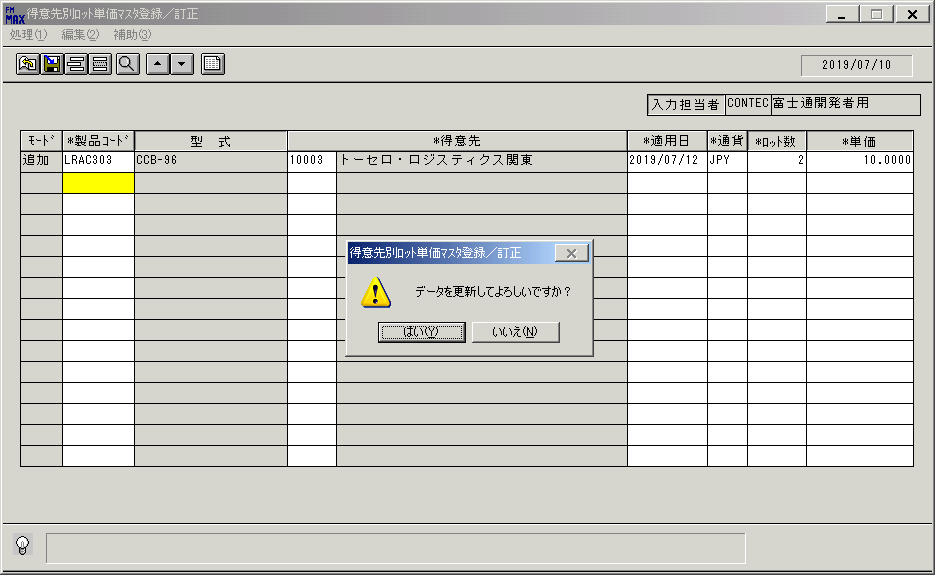 FM MAX 得意先別ﾛｯﾄ単価ﾏｽﾀ登録／訂正
処理(1) 編集(2) 補助(3)
2019/07/10
入力担当者 CONTEC富士通開発者用
ﾓｰﾄﾞ *製品ｺｰﾄﾞ 型 式 *得意先 *適用日 *通貨 *ﾛｯﾄ数 *単価
追加 LRAC303 CCB-96 10003 トーセロ・ロジスティクス関東 2019/07/12 JPY 2 10.0000
得意先別ﾛｯﾄ単価ﾏｽﾀ登録／訂正
データを更新してよろしいですか？
はい(Y) いいえ(N)